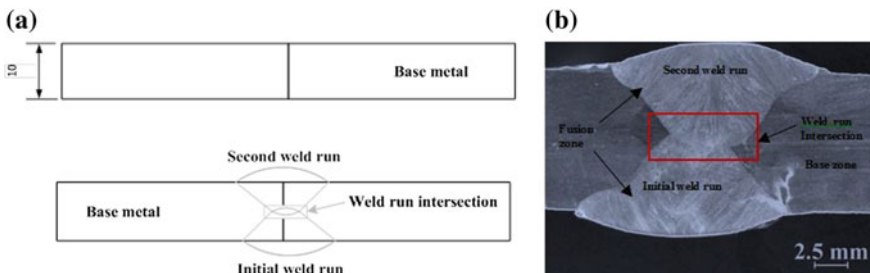 (a)
10
Base metal
Second weld run
Base metal
Weld run intersection
Initial weld run
(b)
Second weld run
Fusion
zone
Weld run
Intersection
Base zone
Initial weld run
2.5 mm